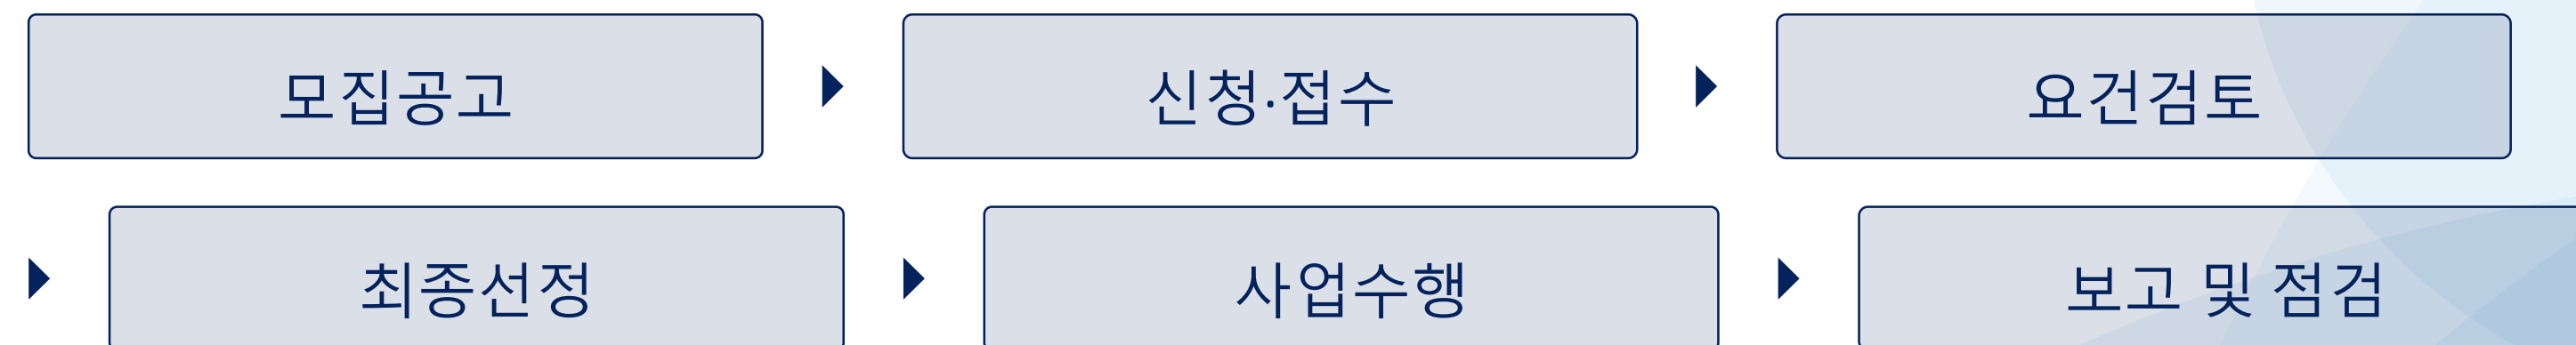 모집공고
신청·접수
요건검토
최종선정
사업수행
보고 및 점검